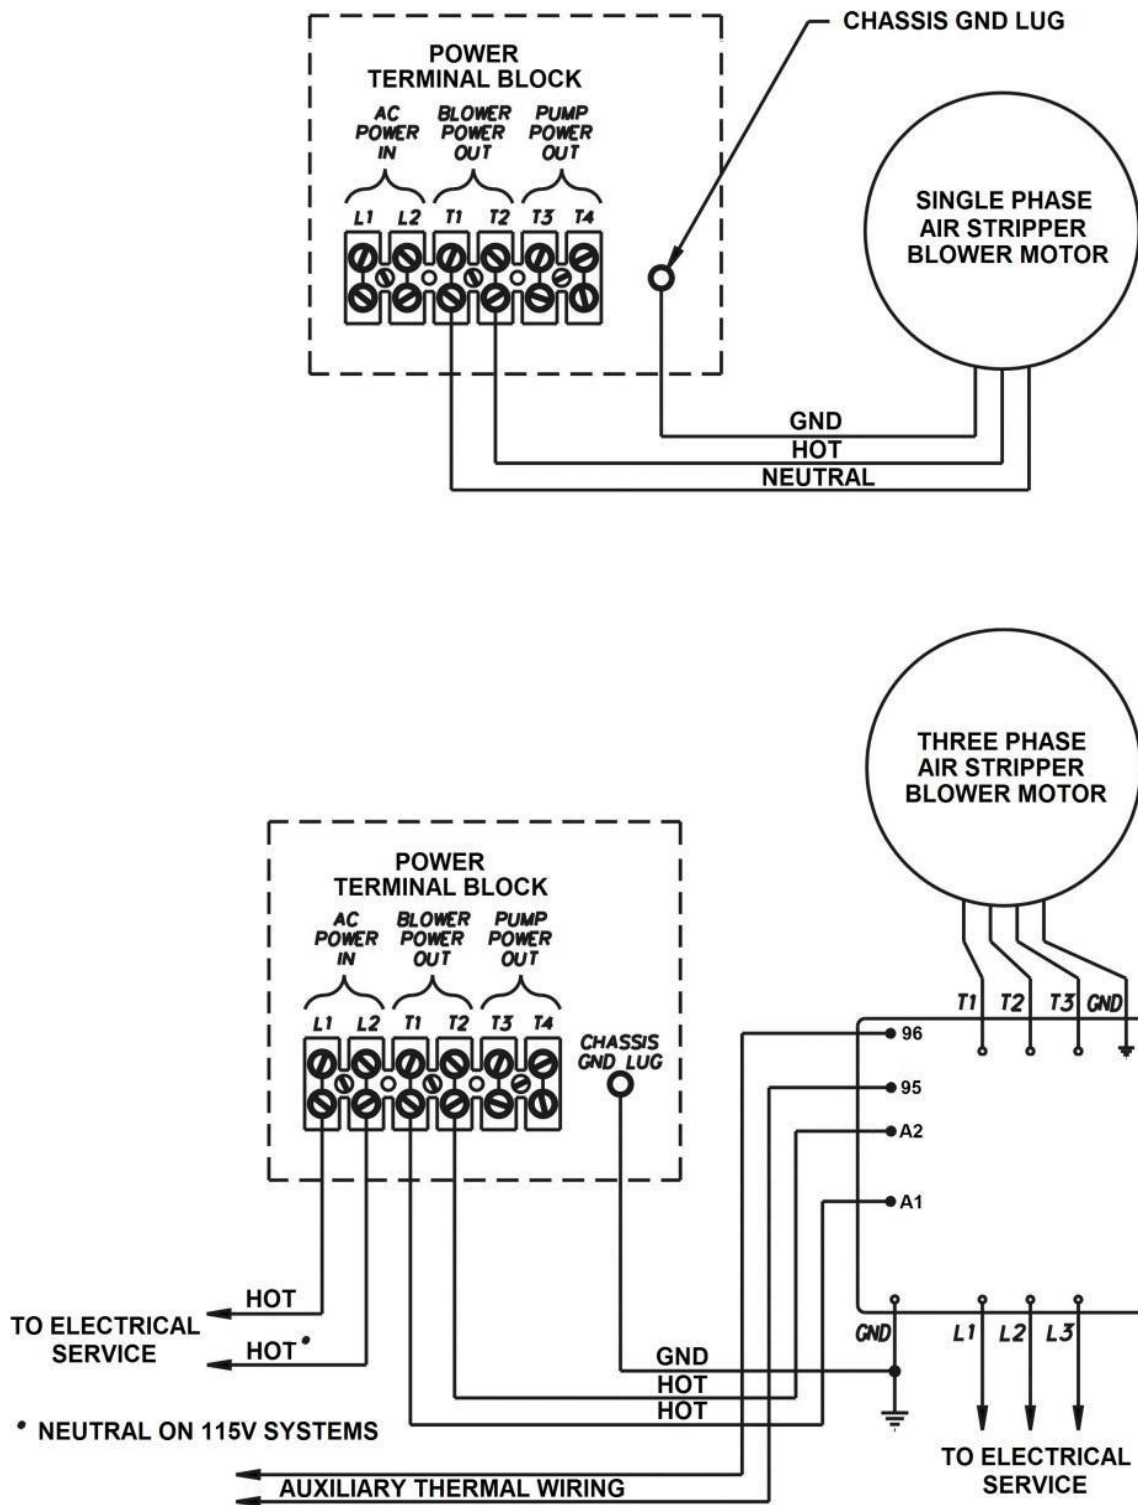 CHASSIS GND LUG
POWER
TERMINAL BLOCK
AC
POWER
IN
BLOWER
POWER
OUT
PUMP
POWER
OUT
L1 L2 T1 T2 T3 T4
SINGLE PHASE
AIR STRIPPER
BLOWER MOTOR
GND
HOT
NEUTRAL
THREE PHASE
AIR STRIPPER
BLOWER MOTOR
POWER
TERMINAL BLOCK
AC
POWER
IN
BLOWER
POWER
OUT
PUMP
POWER
OUT
L1 L2 T1 T2 T3 T4
CHASSIS
GND LUG
T1 T2 T3 GND
96
95
A2
A1
GND L1 L2 L3
HOT
TO ELECTRICAL
SERVICE
HOT*
GND
HOT
HOT
* NEUTRAL ON 115V SYSTEMS
AUXILIARY THERMAL WIRING
TO ELECTRICAL
SERVICE